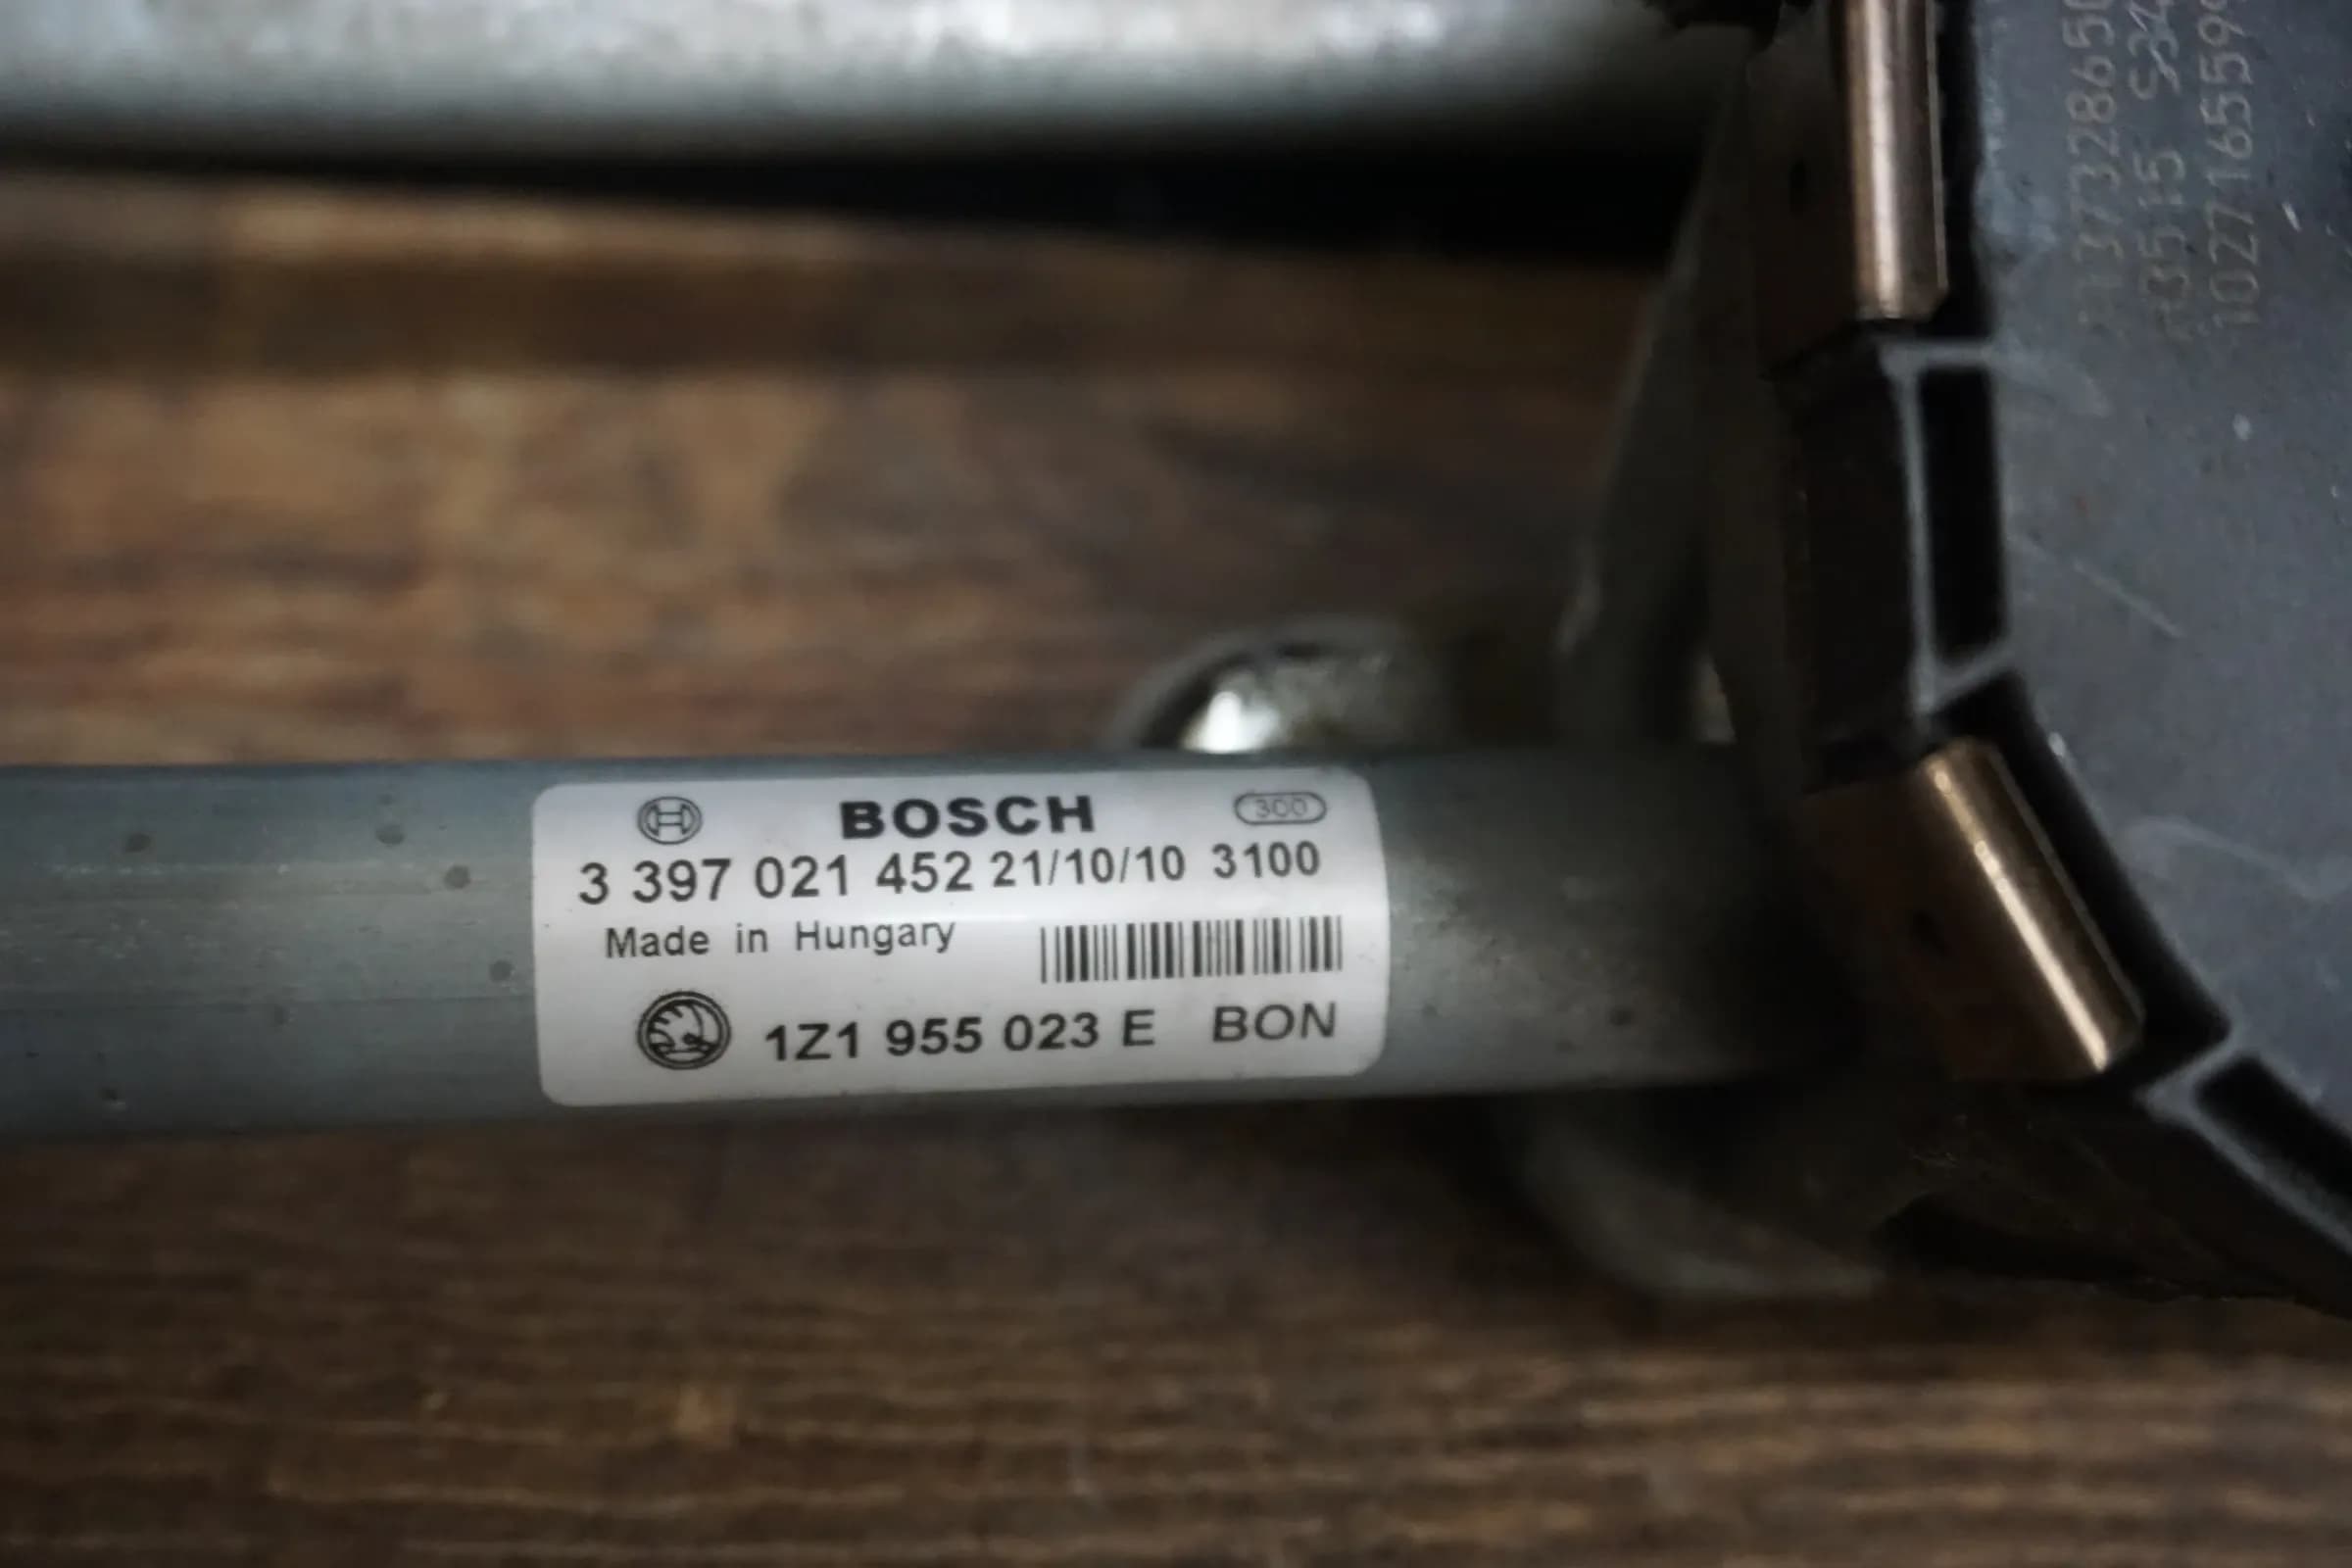 BOSCH 300
3 397 021 452 21/10/10 3100
Made in Hungary
1Z1 955 023 E BON